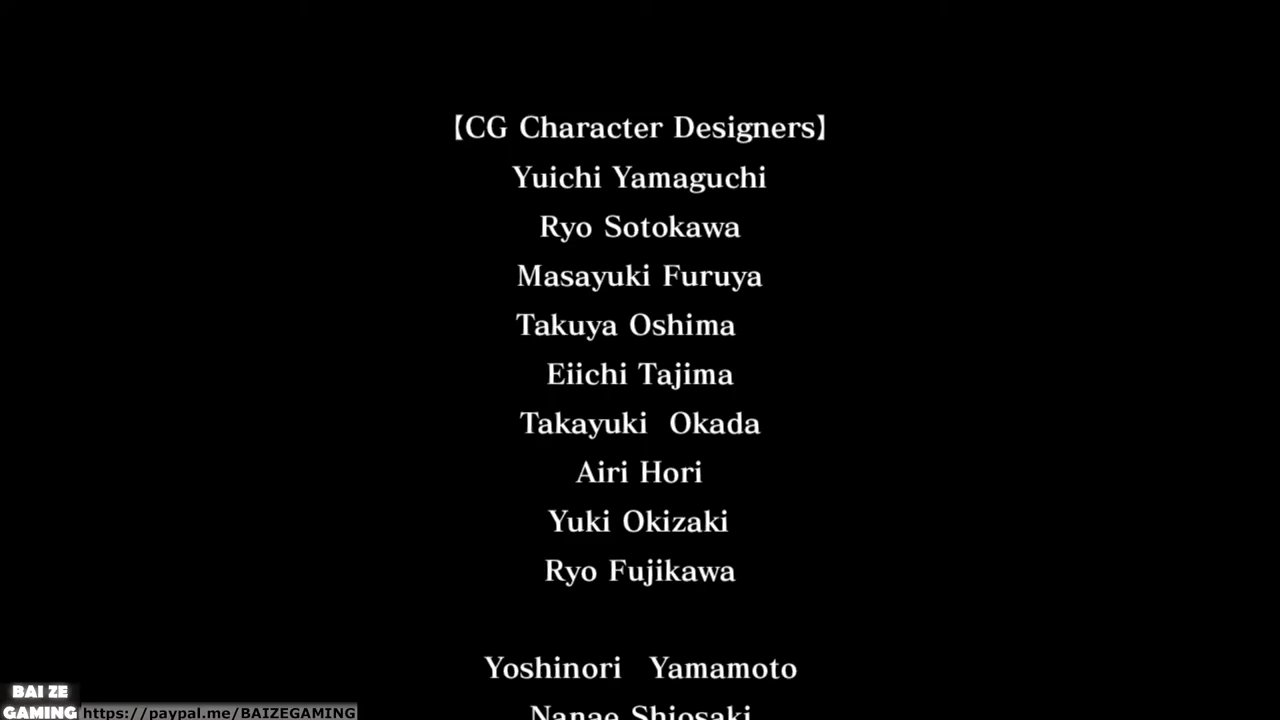 【CG Character Designers】
Yuichi Yamaguchi
Ryo Sotokawa
Masayuki Furuya
Takuya Oshima
Eiichi Tajima
Takayuki Okada
Airi Hori
Yuki Okizaki
Ryo Fujikawa
Yoshinori Yamamoto
Nanae Shiosaki
BAI ZE
GAMING https://paypal.me/BAIZEGAMING